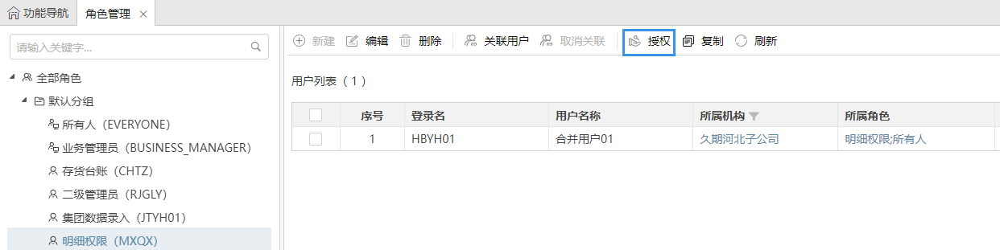 功能导航 角色管理
请输入关键字...
全部角色
默认分组
所有人（EVERYONE）
业务管理员（BUSINESS_MANAGER）
存货台账（CHTZ）
二级管理员（RJGLY）
集团数据录入（JTYH01）
明细权限（MXQX）
新建 编辑 删除 关联用户 取消关联 授权 复制 刷新
用户列表（ 1 ）
序号 登录名 用户名称 所属机构 所属角色
1 HBYH01 合并用户01 久期河北子公司 明细权限;所有人